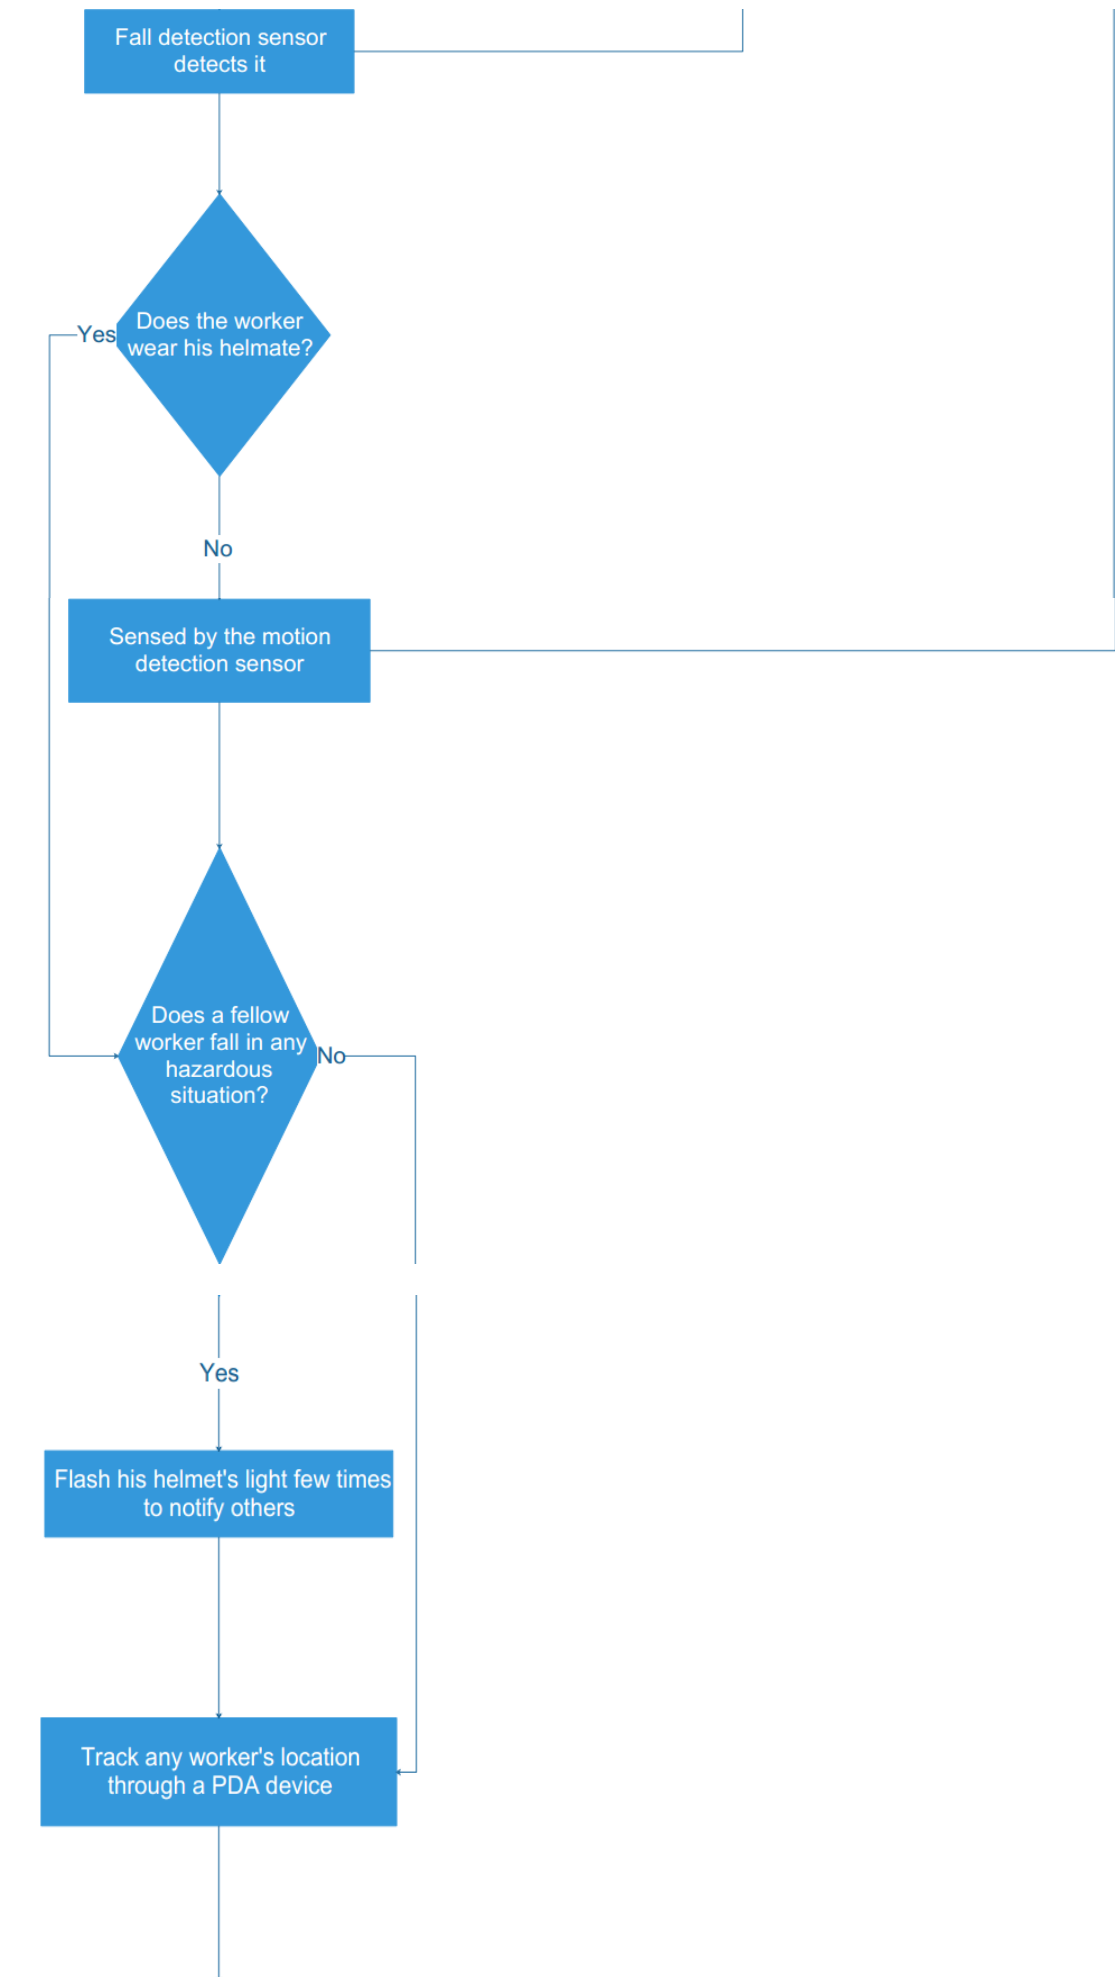 Fall detection sensor
detects it
Does the worker
wear his helmate?
Yes
No
Sensed by the motion
detection sensor
Does a fellow
worker fall in any
hazardous
situation?
No
Yes
Flash his helmet's light few times
to notify others
Track any worker's location
through a PDA device